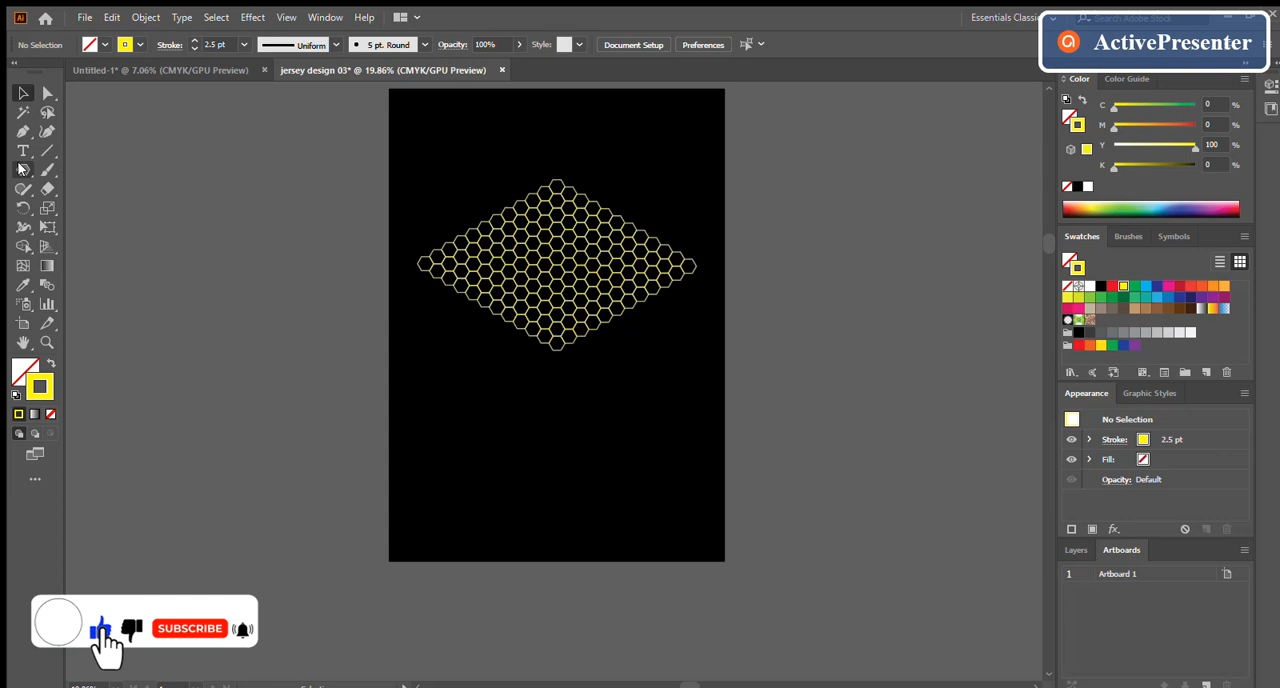 Ai File Edit Object Type Select Effect View Window Help Essentials Classic Search Adobe Stock
ActivePresenter
No Selection Stroke: 2.5 pt Uniform 5 pt. Round Opacity: 100% Style: Document Setup Preferences
Untitled-1* @ 7.06% (CMYK/GPU Preview) × jersey design 03* @ 19.86% (CMYK/GPU Preview) ×
Color Color Guide
C 0 %
M 0 %
Y 100 %
K 0 %
Swatches Brushes Symbols
Appearance Graphic Styles
No Selection
Stroke: 2.5 pt
Fill:
Opacity: Default
fx.
Layers Artboards
1 Artboard 1
SUBSCRIBE